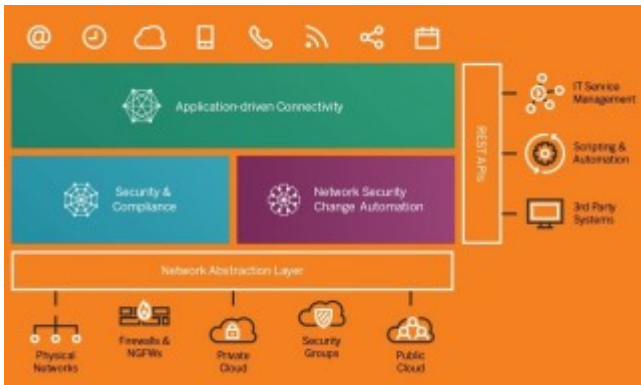 Application-driven Connectivity
Security &
Compliance
Network Security
Change Automation
Network Abstraction Layer
REST APIs
IT Service
Management
Scripting &
Automation
3rd Party
Systems
Physical
Networks
Firewalls &
NGFWs
Private
Cloud
Security
Groups
Public
Cloud